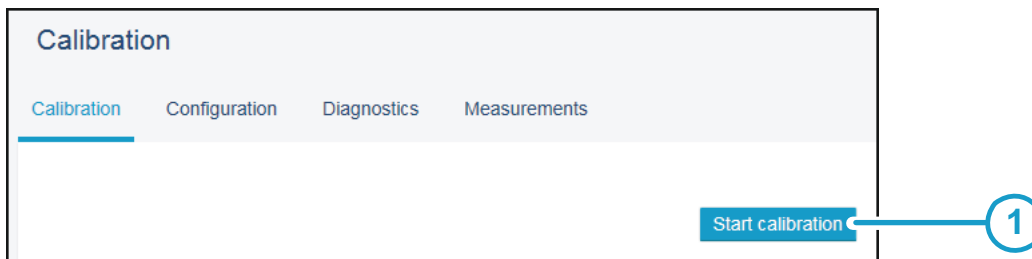 Calibration
Calibration Configuration Diagnostics Measurements
Start calibration 1